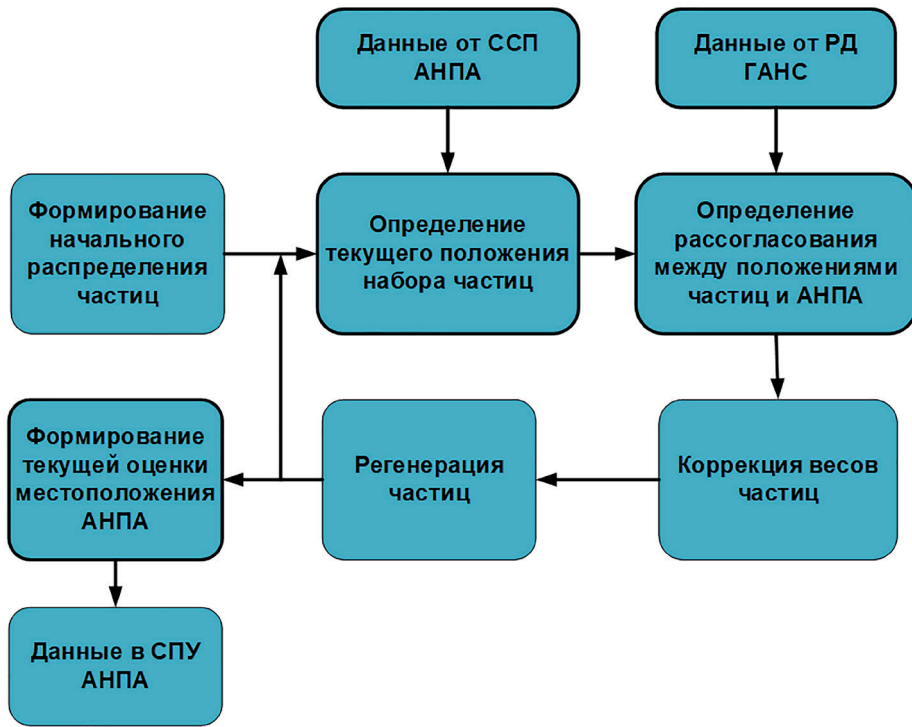 Данные от ССП
АНПА
Данные от РД
ГАНС
Формирование
начального
распределения
частиц
Определение
текущего положения
набора частиц
Определение
рассогласования
между положениями
частиц и АНПА
Формирование
текущей оценки
местоположения
АНПА
Регенерация
частиц
Коррекция весов
частиц
Данные в СПУ
АНПА